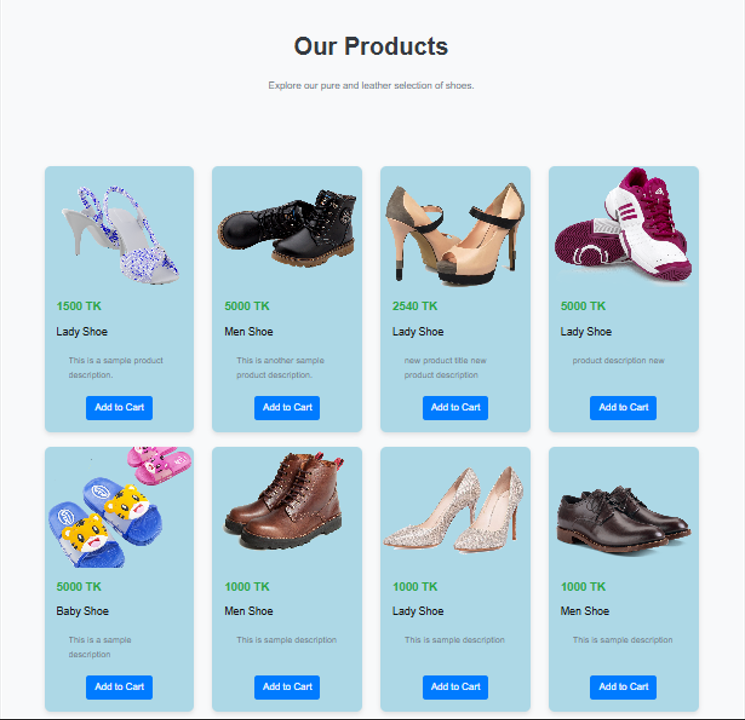 Our Products
Explore our pure and leather selection of shoes.
1500 TK
Lady Shoe
This is a sample product
description.
Add to Cart
5000 TK
Men Shoe
This is another sample
product description.
Add to Cart
2540 TK
Lady Shoe
new product title new
product description
Add to Cart
5000 TK
Lady Shoe
product description new
Add to Cart
5000 TK
Baby Shoe
This is a sample
description
Add to Cart
1000 TK
Men Shoe
This is a sample description
Add to Cart
1000 TK
Lady Shoe
This is a sample description
Add to Cart
1000 TK
Men Shoe
This is a sample description
Add to Cart